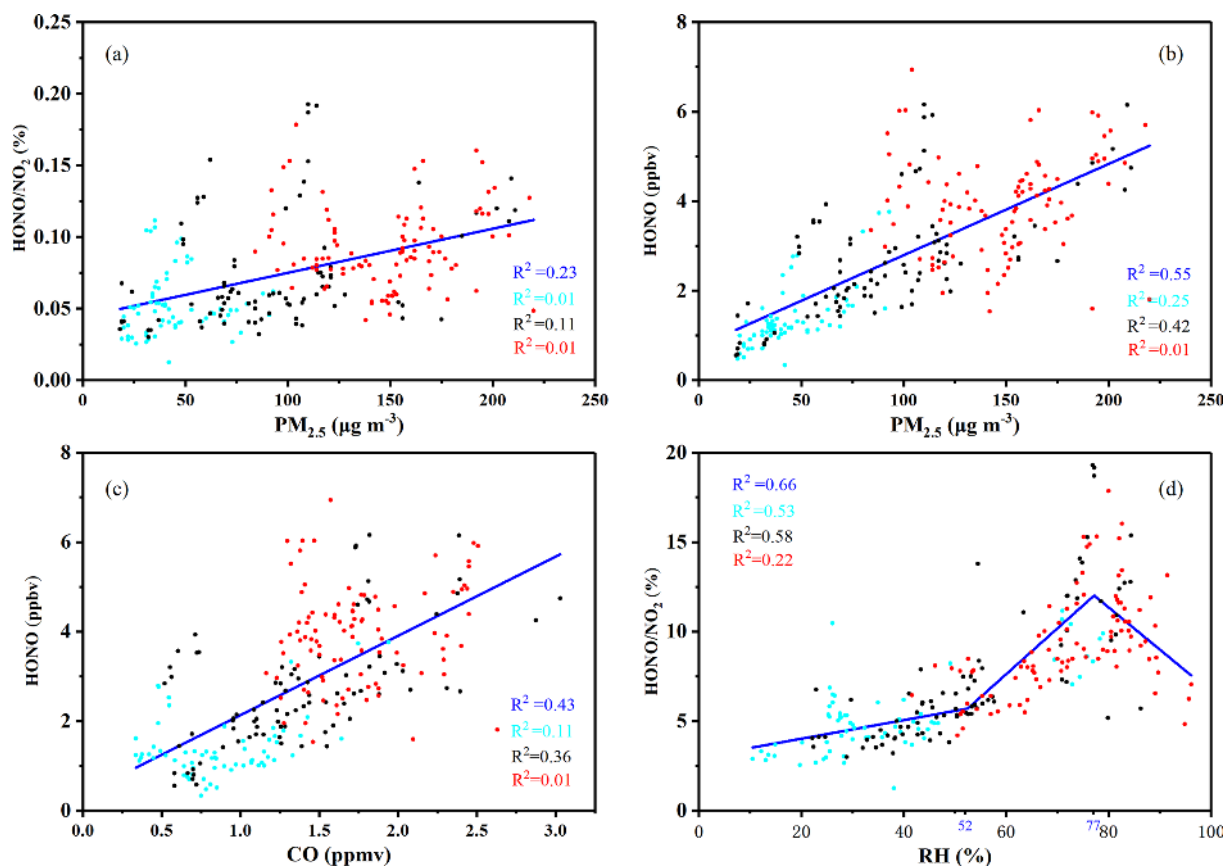 (a)
0.25
0.20
0.15
0.10
0.05
0.00
HONO/NO₂ (%)
R² =0.23
R² =0.01
R² =0.11
R² =0.01
0 50 100 150 200 250
PM₂.₅ (μg m⁻³)
(b)
8
6
4
2
0
HONO (ppbv)
R² =0.55
R² =0.25
R² =0.42
R² =0.01
0 50 100 150 200 250
PM₂.₅ (μg m⁻³)
(c)
8
6
4
2
0
HONO (ppbv)
R² =0.43
R² =0.11
R²=0.36
R²=0.01
0.0 0.5 1.0 1.5 2.0 2.5 3.0
CO (ppmv)
(d)
20
15
10
5
0
HONO/NO₂ (%)
R² =0.66
R² =0.53
R²=0.58
R²=0.22
0 20 40 52 60 77 80 100
RH (%)